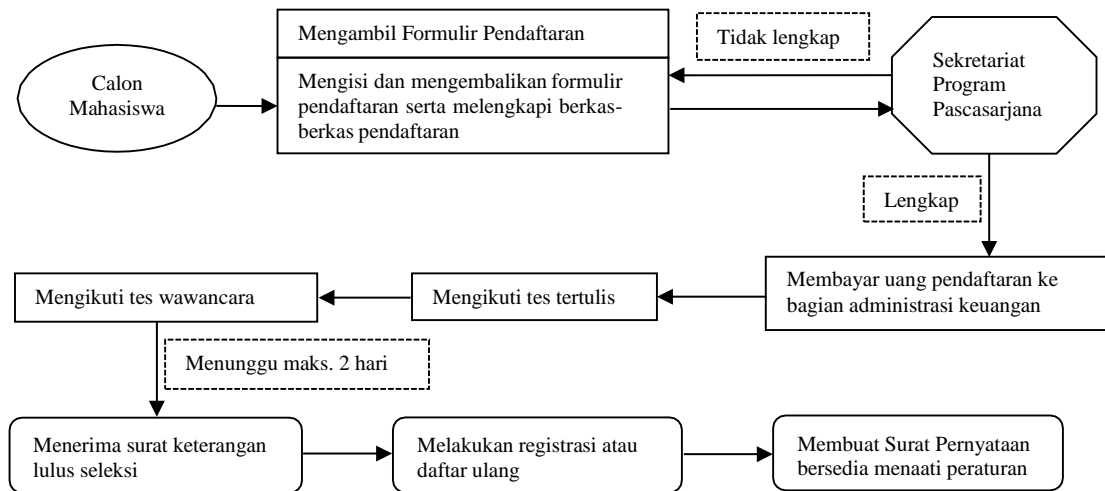 Calon
Mahasiswa
Mengambil Formulir Pendaftaran
Mengisi dan mengembalikan formulir
pendaftaran serta melengkapi berkas-
berkas pendaftaran
Tidak lengkap
Sekretariat
Program
Pascasarjana
Lengkap
Membayar uang pendaftaran ke
bagian administrasi keuangan
Mengikuti tes tertulis
Mengikuti tes wawancara
Menunggu maks. 2 hari
Menerima surat keterangan
lulus seleksi
Melakukan registrasi atau
daftar ulang
Membuat Surat Pernyataan
bersedia menaati peraturan